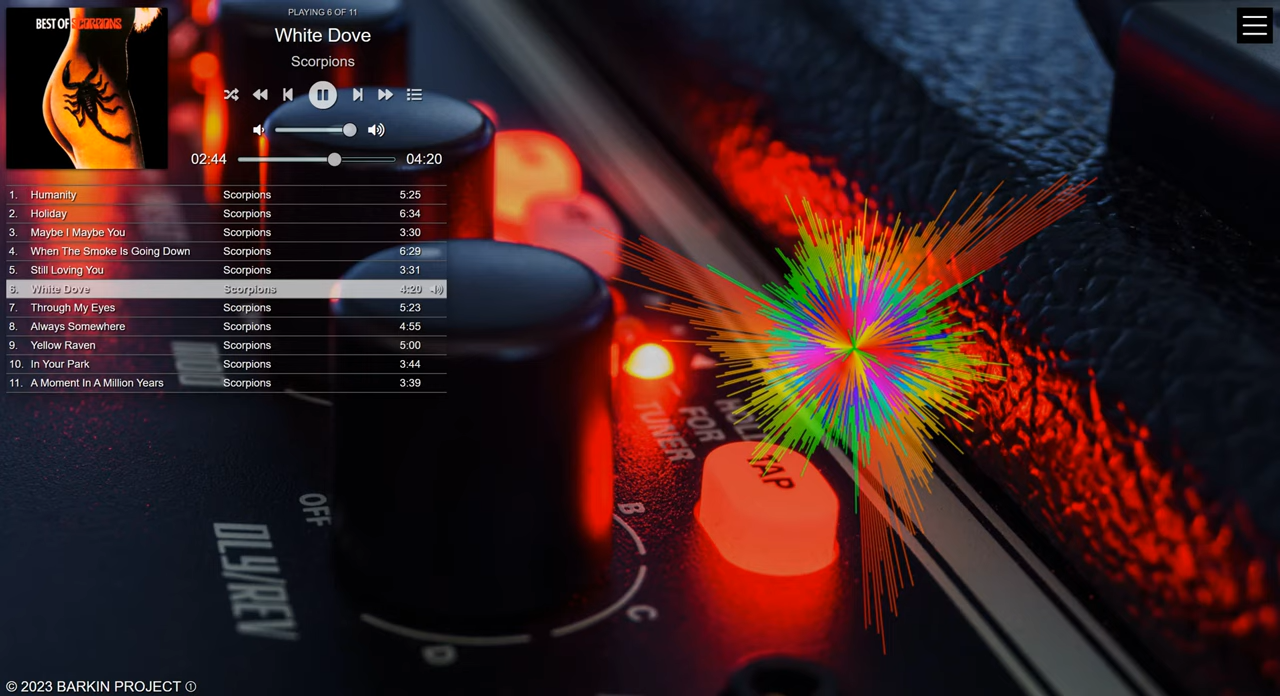 BEST OF SCORPIONS
PLAYING 6 OF 11
White Dove
Scorpions
02:44 04:20
1. Humanity Scorpions 5:25
2. Holiday Scorpions 6:34
3. Maybe I Maybe You Scorpions 3:30
4. When The Smoke Is Going Down Scorpions 6:29
5. Still Loving You Scorpions 3:31
6. White Dove Scorpions 4:20
7. Through My Eyes Scorpions 5:23
8. Always Somewhere Scorpions 4:55
9. Yellow Raven Scorpions 5:00
10. In Your Park Scorpions 3:44
11. A Moment In A Million Years Scorpions 3:39
TUNER
FOR
TAP
OFF
DLY/REV
B
C
D
© 2023 BARKIN PROJECT ①